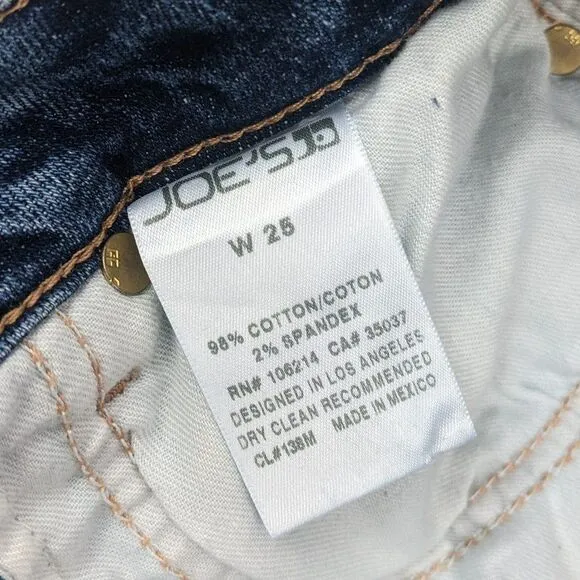 JOE'S
W 25
98% COTTON/COTON
2% SPANDEX
RN# 106214 CA# 35037
DESIGNED IN LOS ANGELES
DRY CLEAN RECOMMENDED
CL#138M MADE IN MEXICO